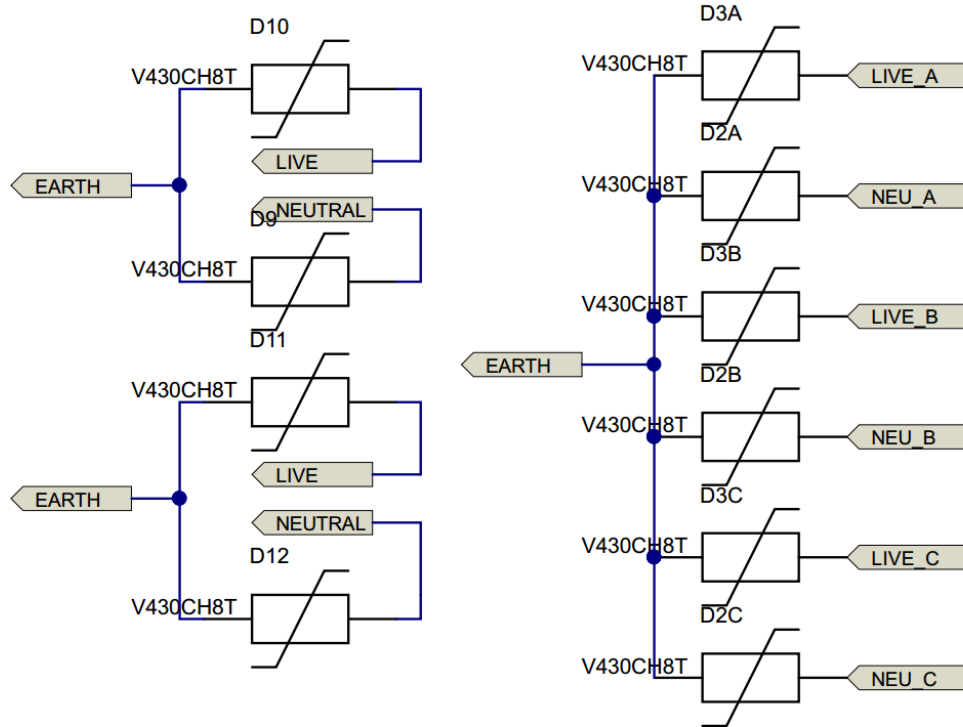 D10
V430CH8T
LIVE
EARTH
NEUTRAL
D9
V430CH8T
D11
V430CH8T
LIVE
EARTH
NEUTRAL
D12
V430CH8T
D3A
V430CH8T
LIVE_A
D2A
V430CH8T
NEU_A
D3B
V430CH8T
LIVE_B
EARTH
D2B
V430CH8T
NEU_B
D3C
V430CH8T
LIVE_C
D2C
V430CH8T
NEU_C